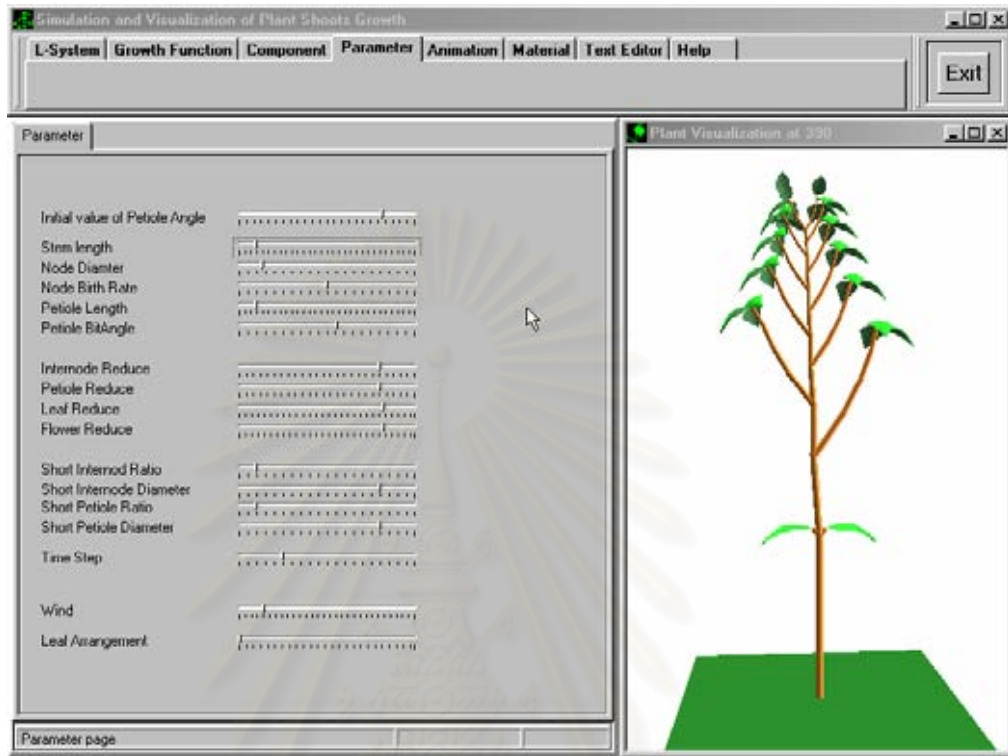 Simulation and Visualization of Plant Shoots Growth
L-System Growth Function Component Parameter Animation Material Text Editor Help
Exit
Parameter
Plant Visualization at 390
Initial value of Petiole Angle
Stem length
Node Diamter
Node Birth Rate
Petiole Length
Petiole BitAngle
Internode Reduce
Petiole Reduce
Leaf Reduce
Flower Reduce
Short Internod Ratio
Short Internode Diameter
Short Petiole Ratio
Short Petiole Diameter
Time Step
Wind
Leaf Arrangement
Parameter page